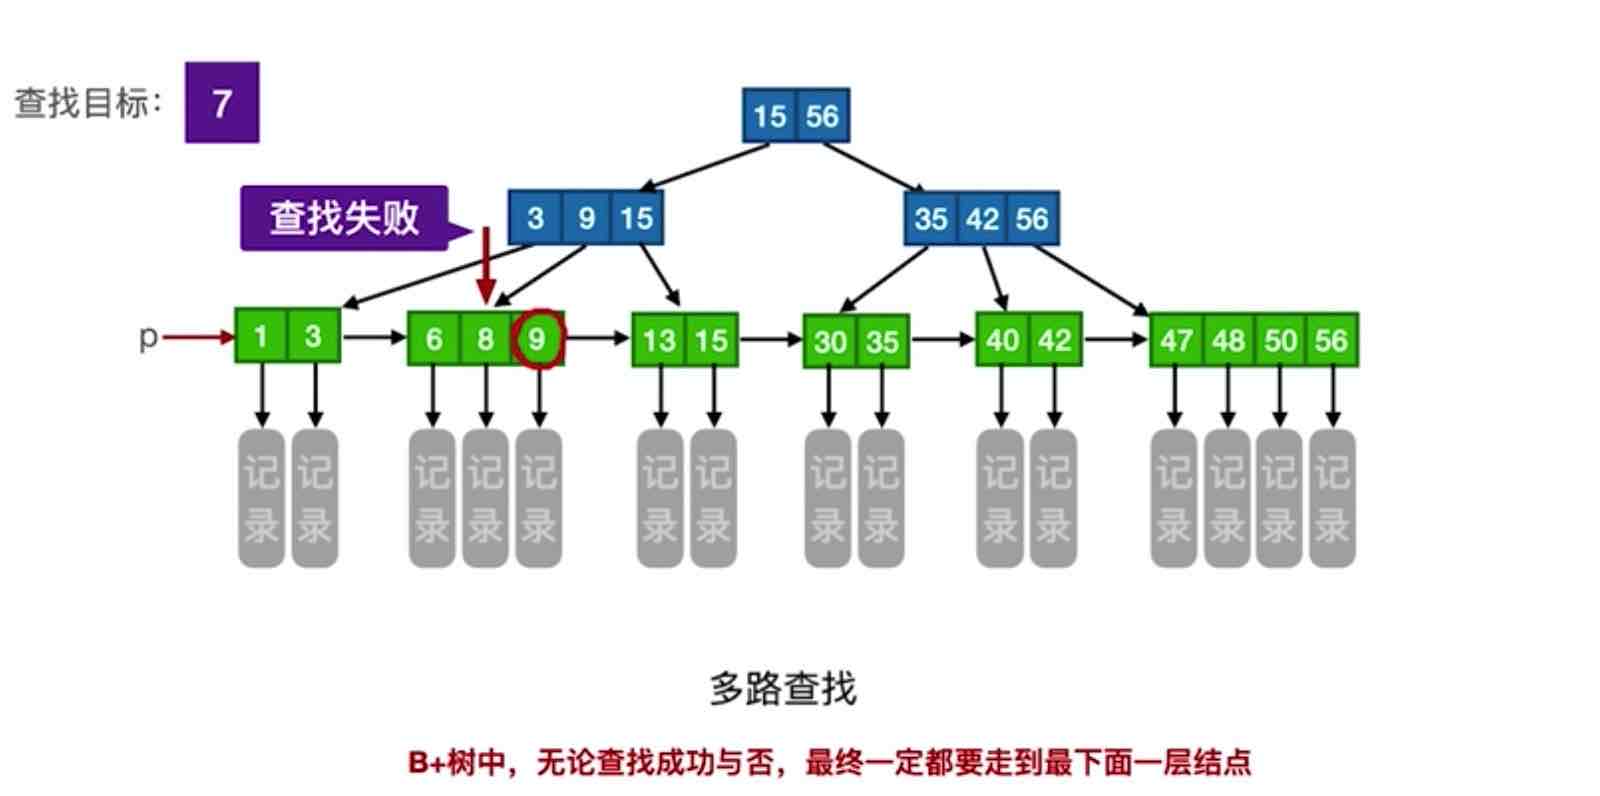 查找目标：
7
15 56
查找失败
3 9 15
35 42 56
p
1 3
6 8 9
13 15
30 35
40 42
47 48 50 56
记录 记录 记录 记录 记录 记录 记录 记录 记录 记录 记录 记录 记录 记录 记录
多路查找
B+树中，无论查找成功与否，最终一定都要走到最下面一层结点